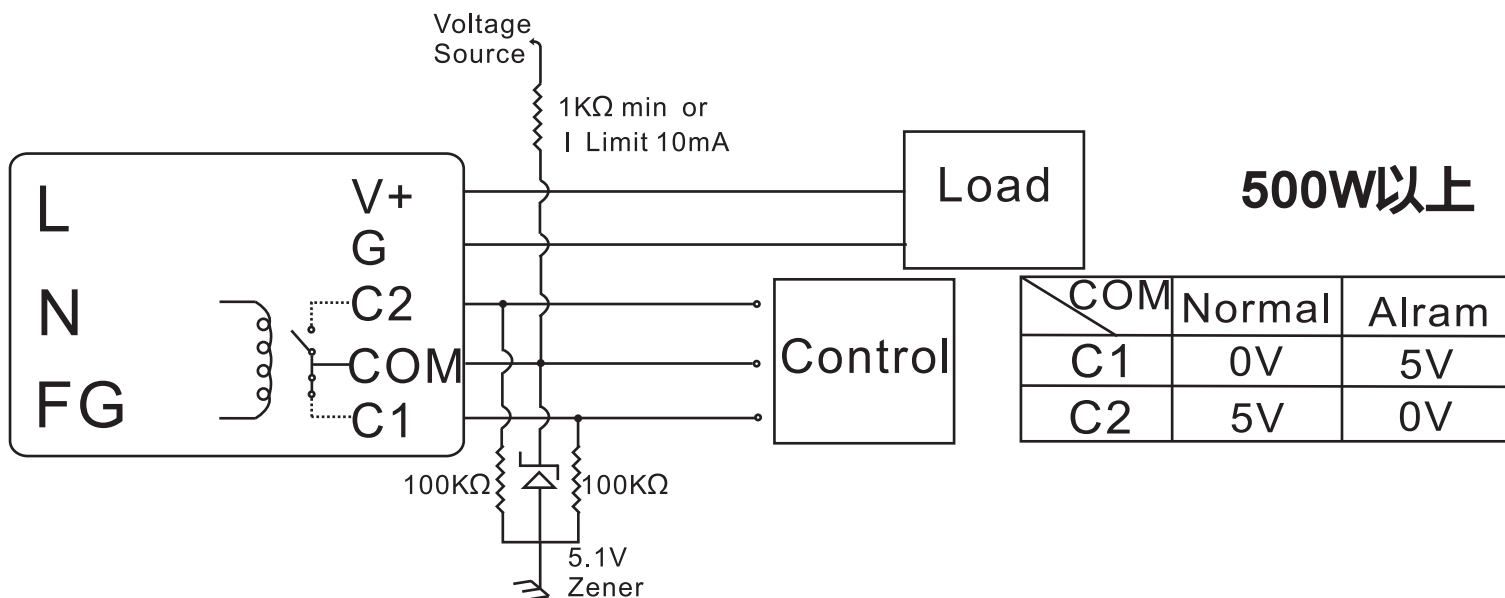 Voltage
Source
1KΩ min or
I Limit 10mA
L
N
FG
V+
G
C2
COM
C1
Load
Control
100KΩ
100KΩ
5.1V
Zener
500W以上
COM Normal Alram
C1 0V 5V
C2 5V 0V